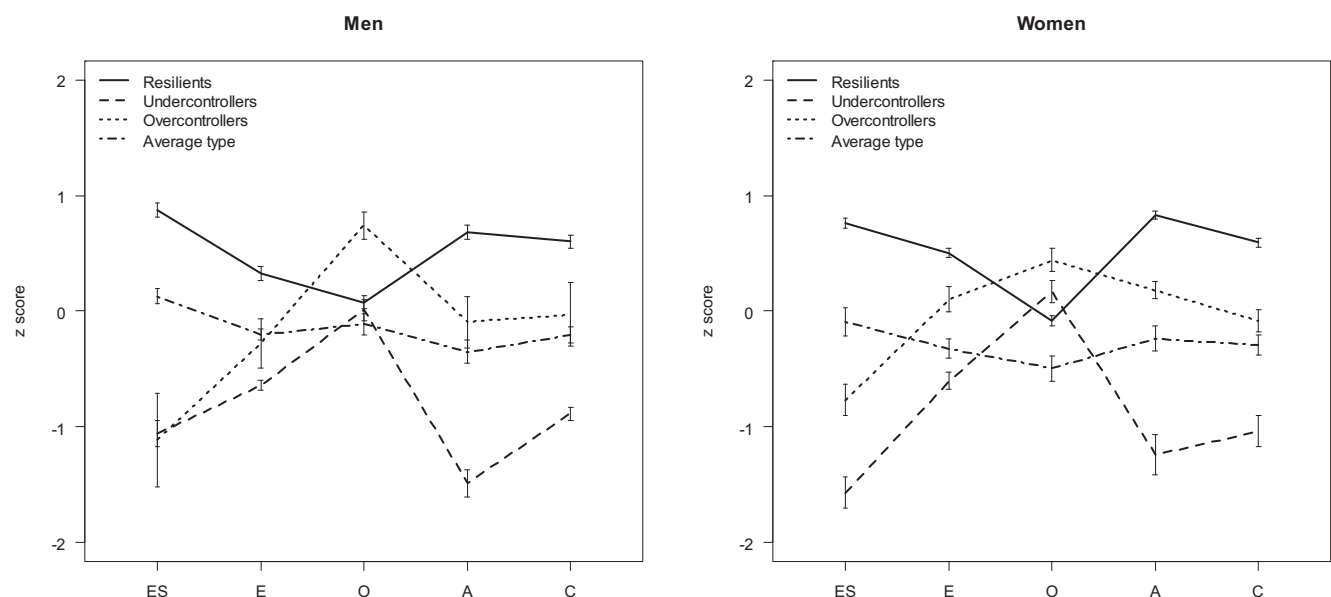 Men
2
1
0
-1
-2
z score
Resilients
Undercontrollers
Overcontrollers
Average type
ES E O A C
Women
2
1
0
-1
-2
z score
Resilients
Undercontrollers
Overcontrollers
Average type
ES E O A C